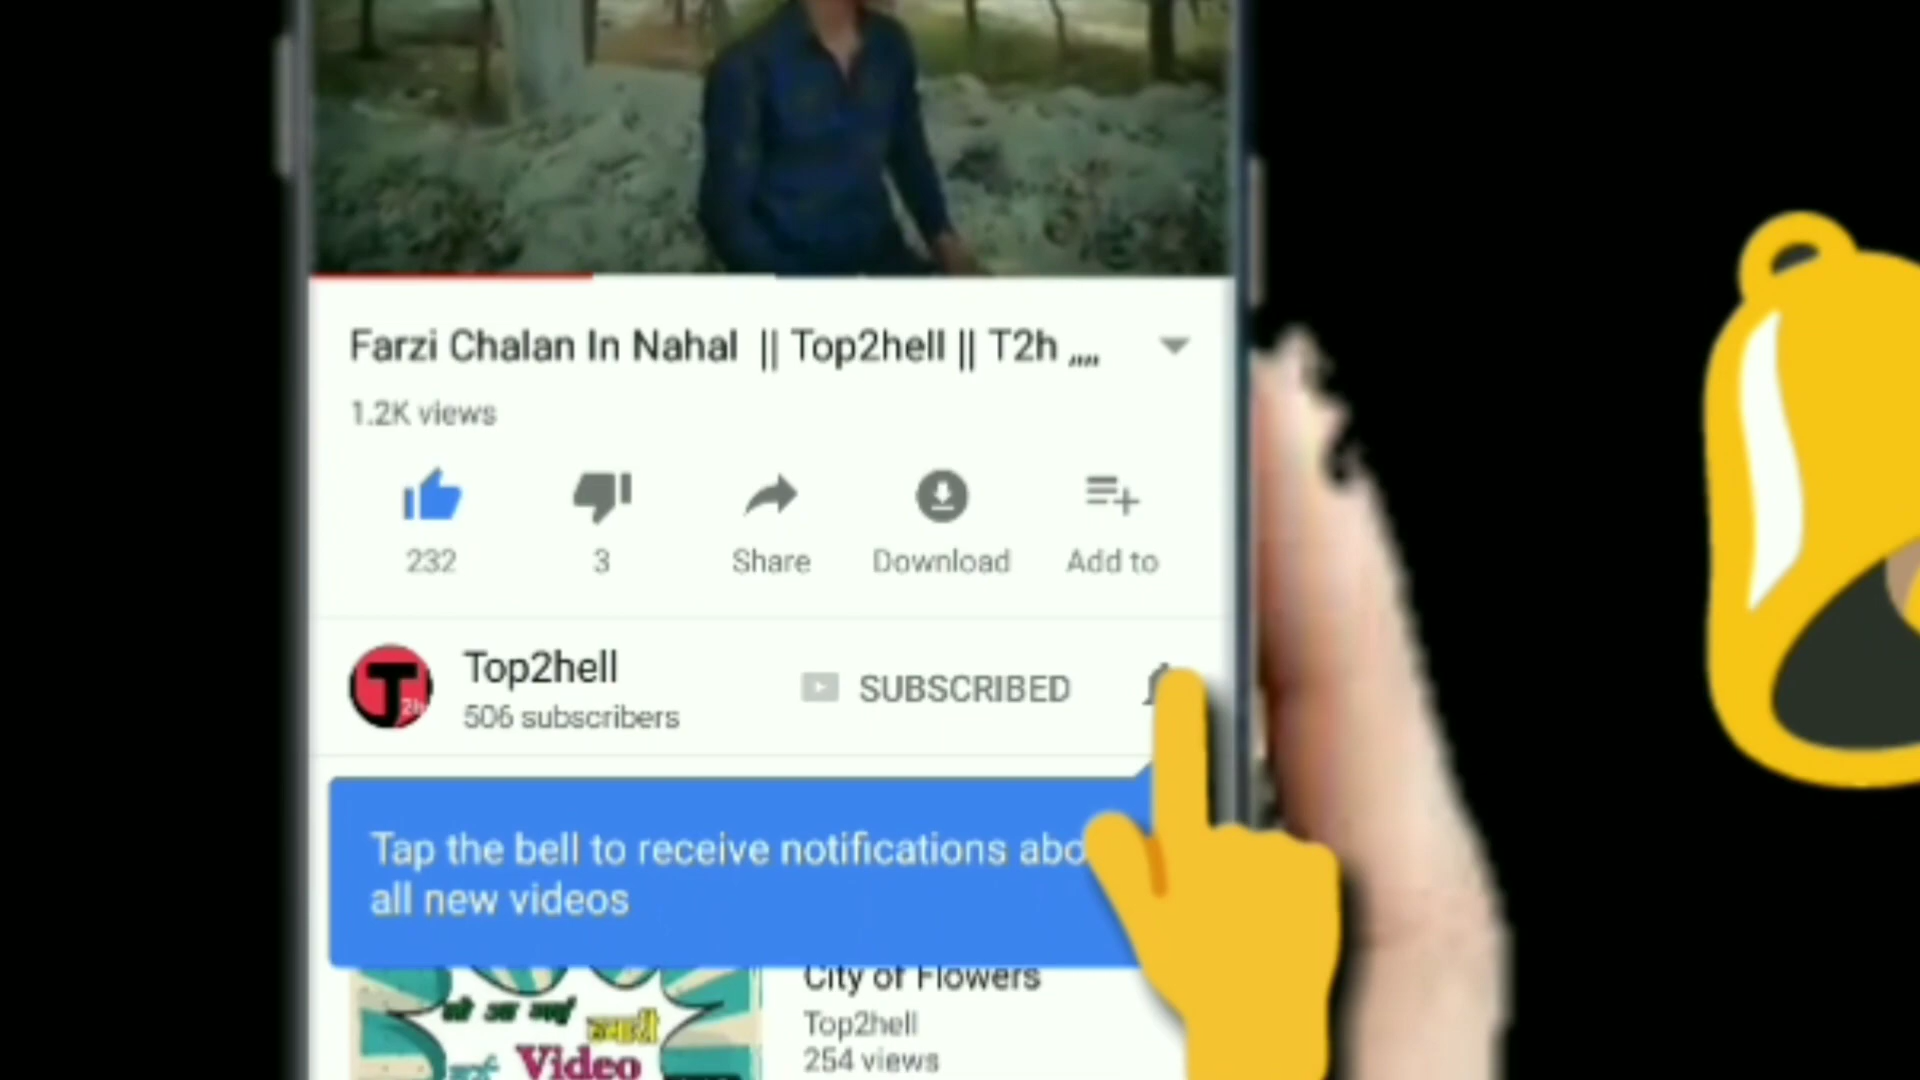 Farzi Chalan In Nahal || Top2hell || T2h ,,,,
1.2K views
232
3
Share
Download
Add to
T
2h
Top2hell
506 subscribers
SUBSCRIBED
Tap the bell to receive notifications abo
all new videos
City of Flowers
Top2hell
254 views
Video